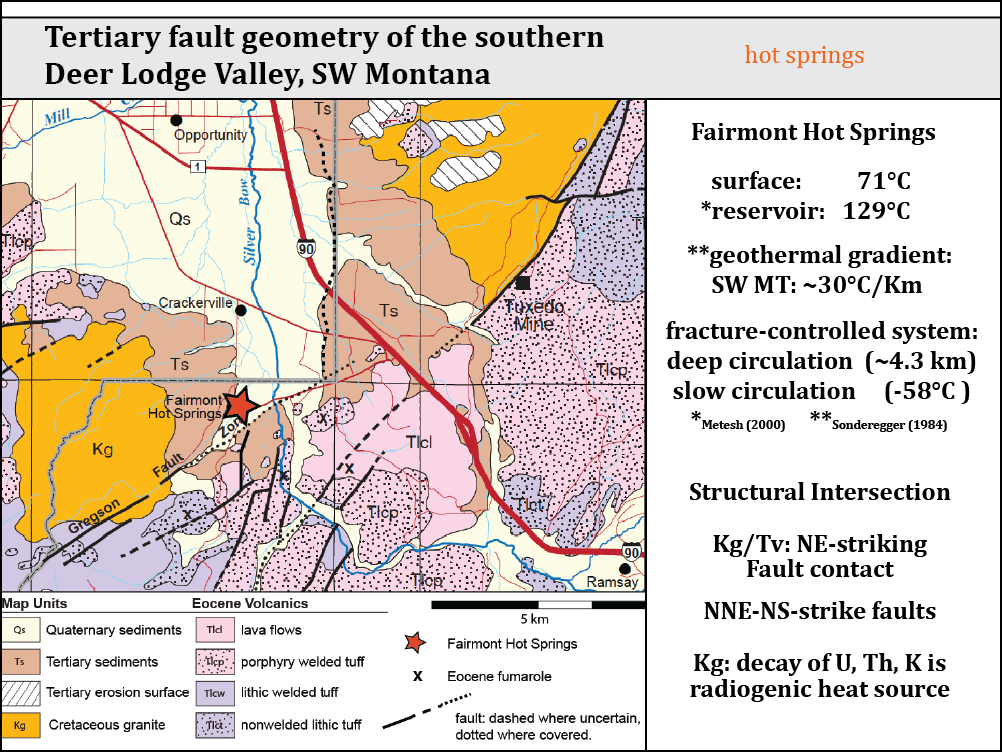 Tertiary fault geometry of the southern
Deer Lodge Valley, SW Montana
hot springs
Mill
Opportunity
Ts
1
Silver Bow
Qs
90
Tlcp
Crackerville
Ts
Tuxedo
Mine
Ts
Tlcp
Fairmont
Hot Springs
Kg
Gregson Fault Zone
x
Tlcl
x
x
x
Tlcp
Tlct
Tlcp
90
Ramsay
Fairmont Hot Springs
surface: 71°C
*reservoir: 129°C
**geothermal gradient:
SW MT: ~30°C/Km
fracture-controlled system:
deep circulation (~4.3 km)
slow circulation (-58°C )
*Metesh (2000) **Sonderegger (1984)
Structural Intersection
Kg/Tv: NE-striking
Fault contact
NNE-NS-strike faults
Kg: decay of U, Th, K is
radiogenic heat source
Map Units
Qs Quaternary sediments
Ts Tertiary sediments
Tertiary erosion surface
Kg Cretaceous granite
Eocene Volcanics
Tlcl lava flows
Tlcp porphyry welded tuff
Tlcw lithic welded tuff
Tlct nonwelded lithic tuff
5 km
Fairmont Hot Springs
x Eocene fumarole
fault: dashed where uncertain,
dotted where covered.